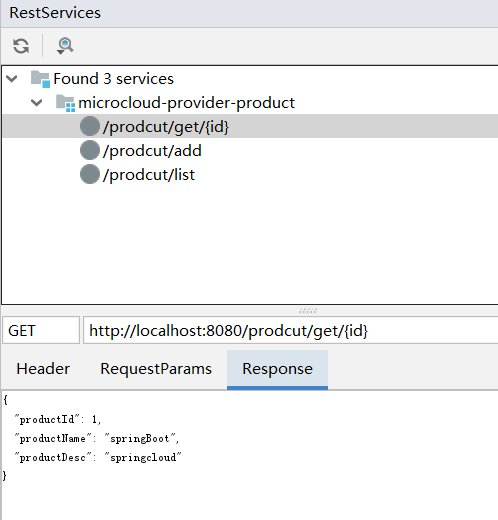 RestServices
Found 3 services
microcloud-provider-product
/prodcut/get/{id}
/prodcut/add
/prodcut/list
GET http://localhost:8080/prodcut/get/{id}
Header RequestParams Response
{
"productId": 1,
"productName": "springBoot",
"productDesc": "springcloud"
}